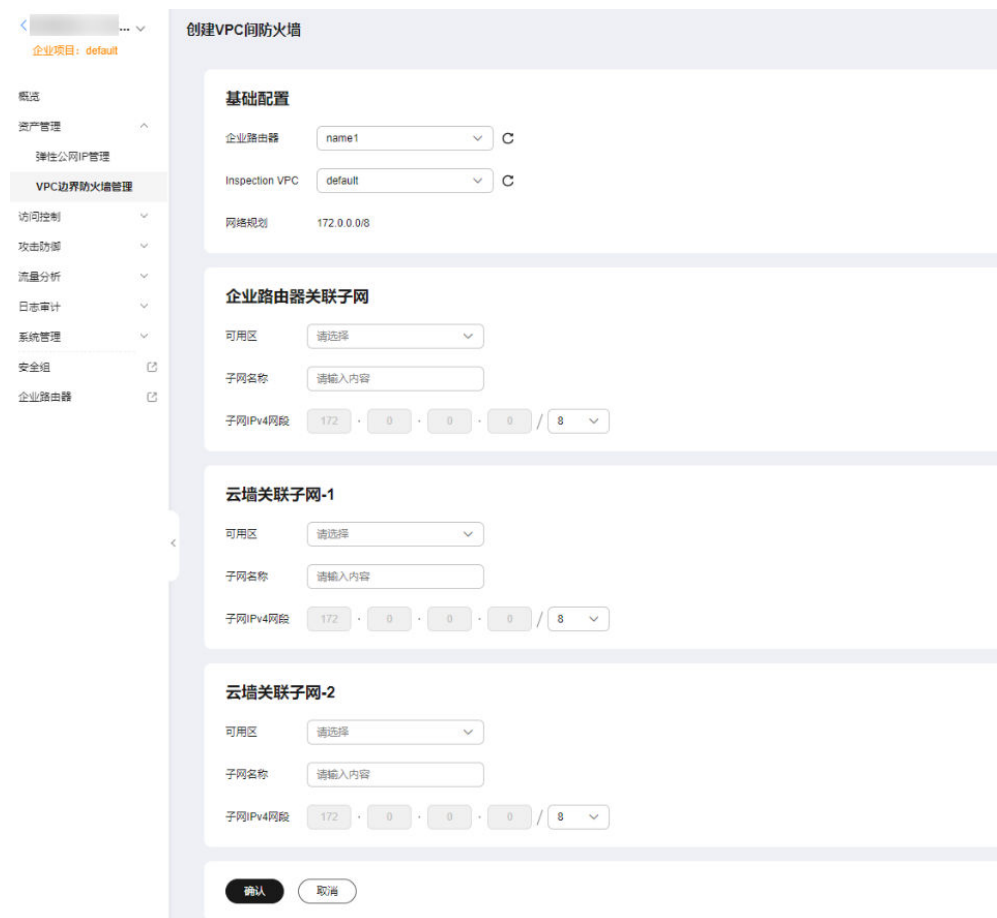 ...
企业项目：default
概览
资产管理
弹性公网IP管理
VPC边界防火墙管理
访问控制
攻击防御
流量分析
日志审计
系统管理
安全组
企业路由器
创建VPC间防火墙
基础配置
企业路由器 name1
Inspection VPC default
网络规划 172.0.0.0/8
企业路由器关联子网
可用区 请选择
子网名称 请输入内容
子网IPv4网段 172 · 0 · 0 · 0 / 8
云墙关联子网-1
可用区 请选择
子网名称 请输入内容
子网IPv4网段 172 · 0 · 0 · 0 / 8
云墙关联子网-2
可用区 请选择
子网名称 请输入内容
子网IPv4网段 172 · 0 · 0 · 0 / 8
确认 取消